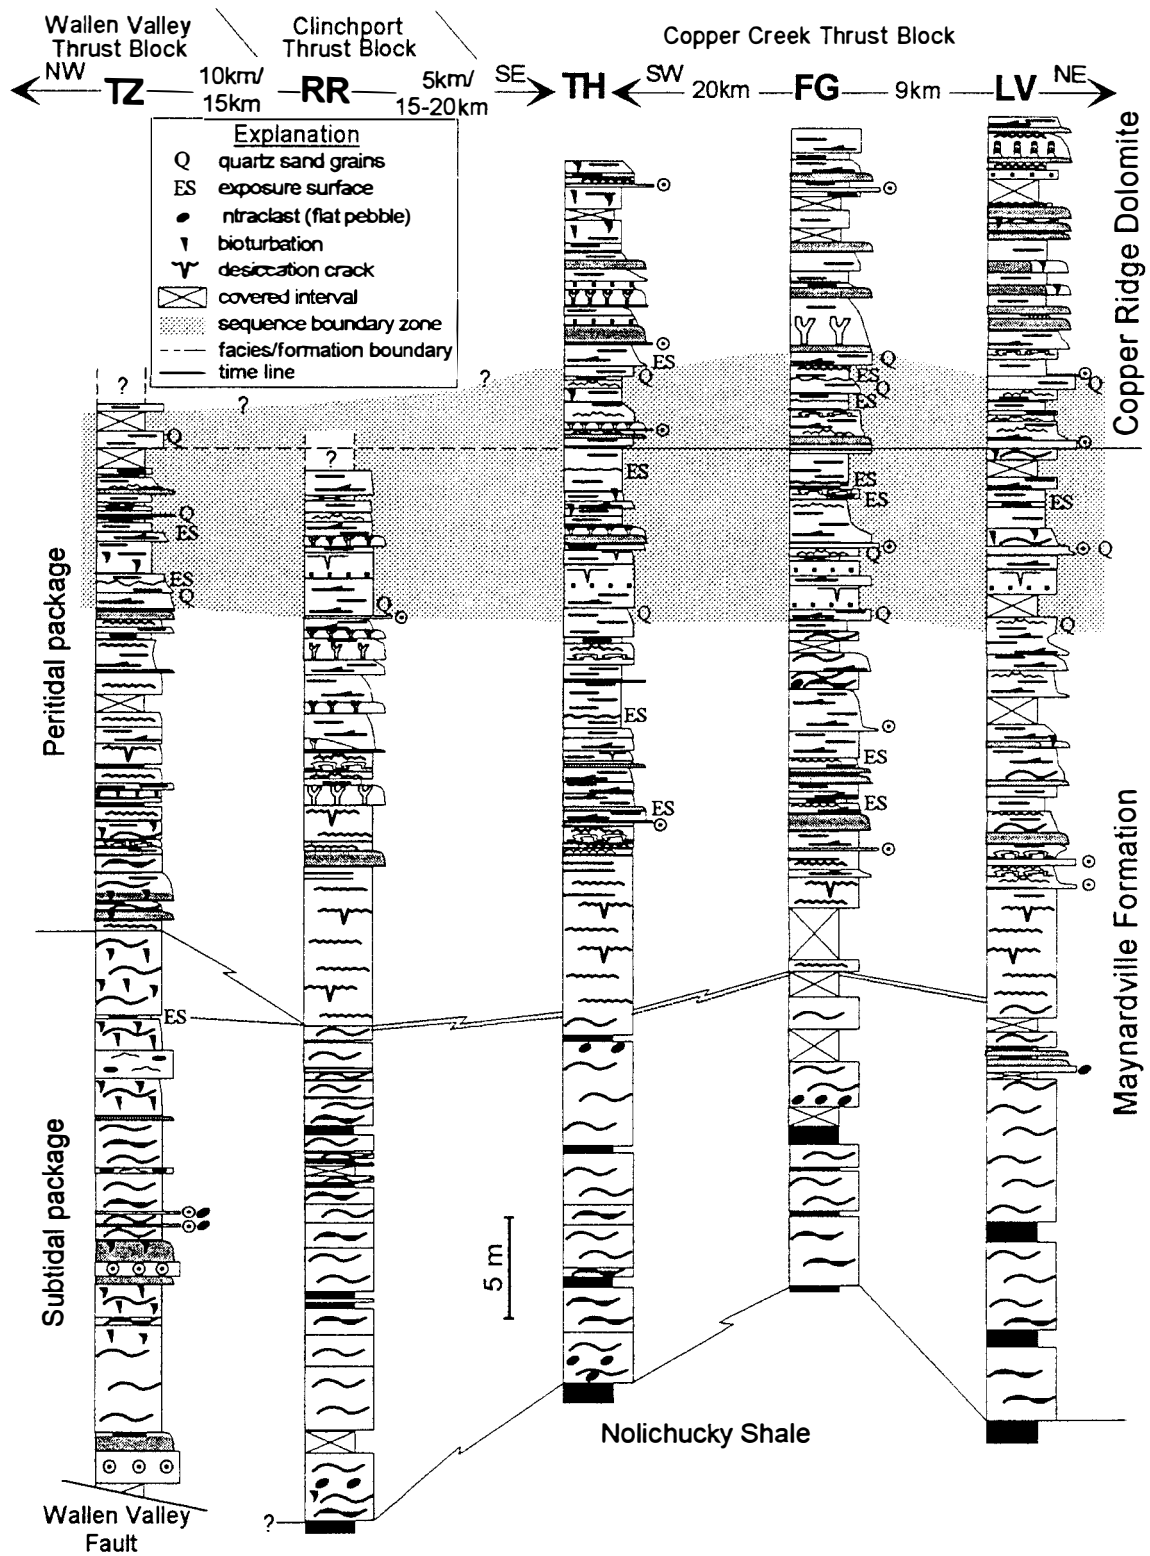 Wallen Valley
Thrust Block
Clinchport
Thrust Block
Copper Creek Thrust Block
NW TZ 10km/ 15km RR 5km/ 15-20km SE TH SW 20km FG 9km LV NE
Explanation
Q quartz sand grains
ES exposure surface
ntraclast (flat pebble)
bioturbation
desiccation crack
covered interval
sequence boundary zone
facies/formation boundary
time line
?
?
?
?
Q
Q
ES
ES
Q
ES
Q
ES
Q
ES
Q
ES
Q
ES
Q
ES
ES
ES
Q
ES
ES
Q
Q
ES
ES
Q
ES
Q
Q
Copper Ridge Dolomite
Maynardville Formation
Peritidal package
Subtidal package
5 m
Nolichucky Shale
?
Wallen Valley
Fault